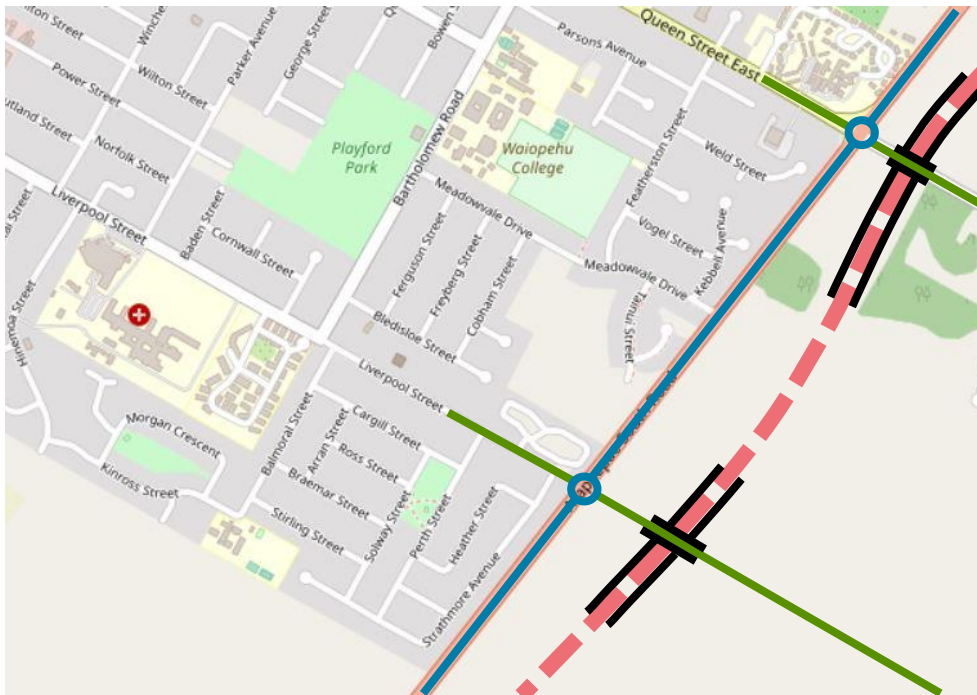 Queen Street East
Parsons Avenue
Winche
Parker Avenue
George Street
Bowen S
Wilton Street
Power Street
utland Street
Norfolk Street
Playford
Park
Bartholomew Road
Waiopehu
College
Featherston Street
Weld Street
Liverpool Street
Baden Street
Cornwall Street
Meadowvale Drive
Vogel Street
Kebbell Avenue
Ferguson Street
Freyberg Street
Cobham Street
Meadowvale Drive
Tainui Street
Bledisloe Street
Liverpool Street
Cargill Street
Morgan Crescent
Kinross Street
Balmoral Street
Arran Street
Ross Street
Braemar Street
Stirling Street
Solway Street
Perth Street
Heather Street
Strathmore Avenue